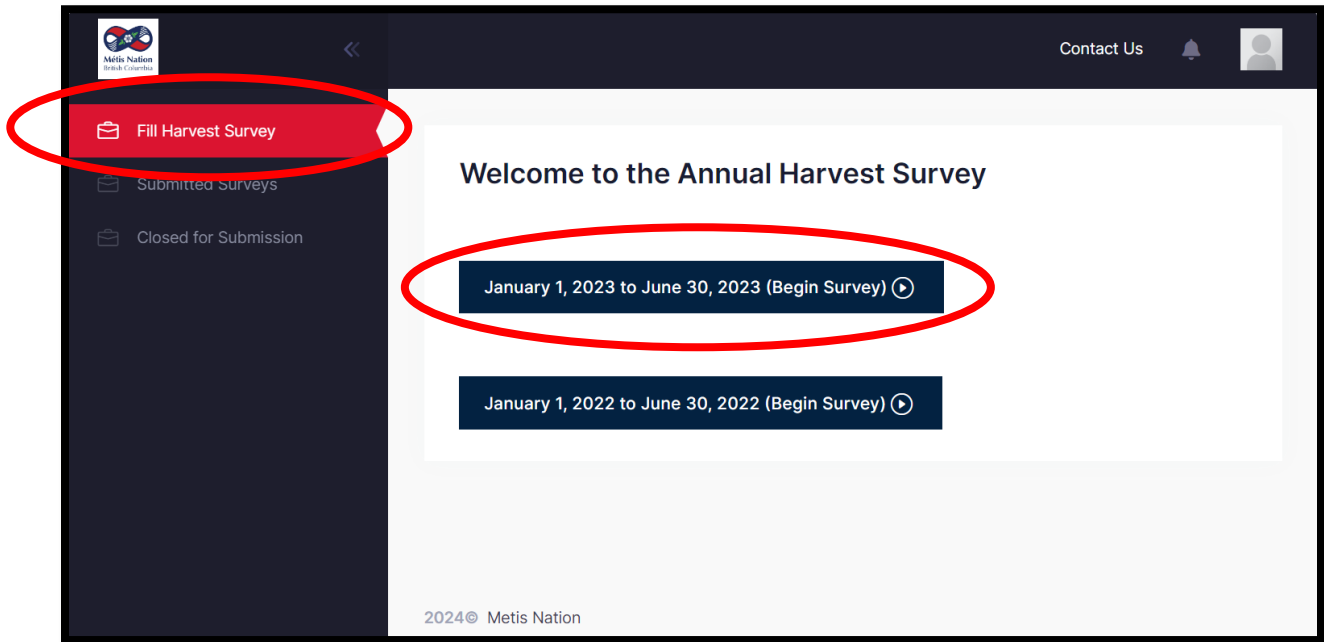 Métis Nation
British Columbia
Contact Us
Fill Harvest Survey
Submitted Surveys
Closed for Submission
Welcome to the Annual Harvest Survey
January 1, 2023 to June 30, 2023 (Begin Survey)
January 1, 2022 to June 30, 2022 (Begin Survey)
2024© Metis Nation